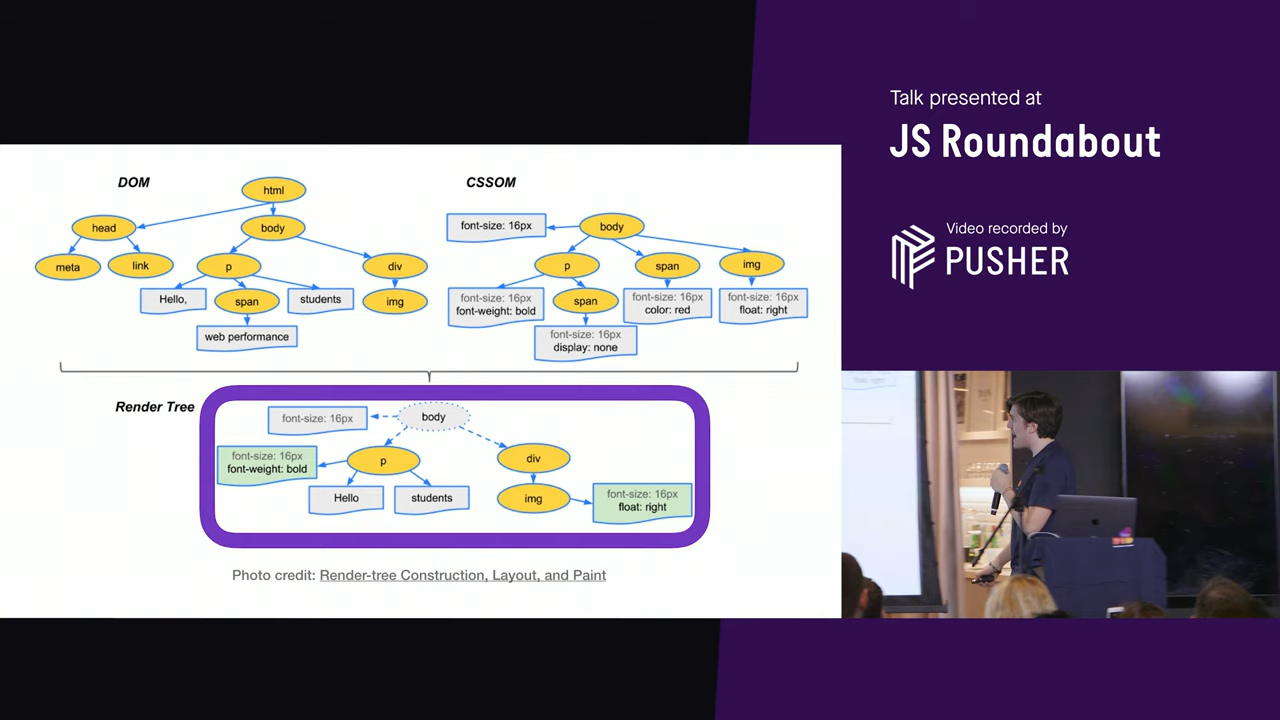 Talk presented at
JS Roundabout
Video recorded by
PUSHER
DOM
html
head
body
meta
link
p
div
Hello,
span
students
img
web performance
CSSOM
font-size: 16px
body
p
span
img
font-size: 16px
font-weight: bold
span
font-size: 16px
color: red
font-size: 16px
float: right
font-size: 16px
display: none
Render Tree
font-size: 16px
body
font-size: 16px
font-weight: bold
p
div
Hello
students
img
font-size: 16px
float: right
Photo credit: Render-tree Construction, Layout, and Paint